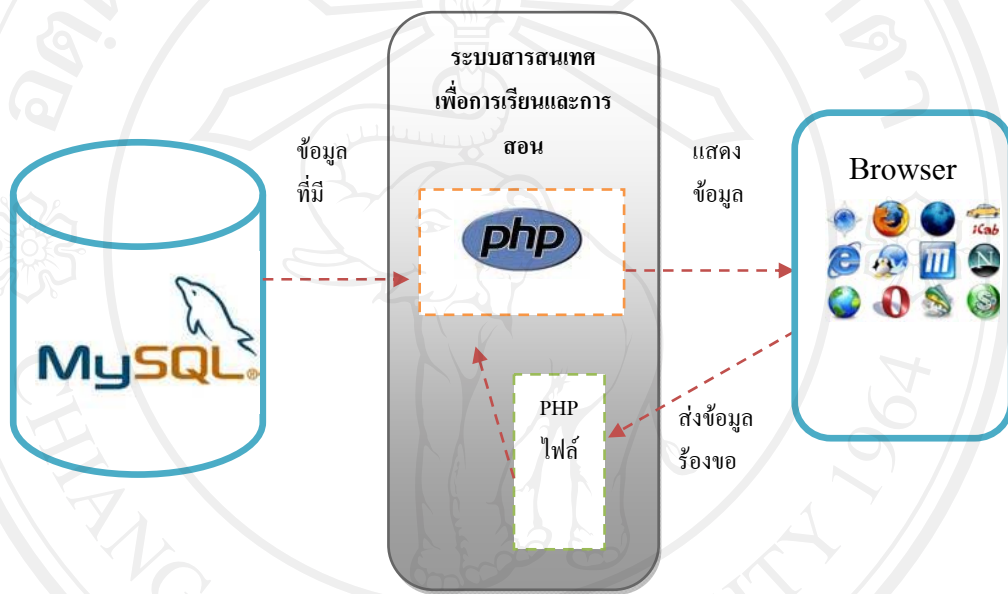 ระบบสารสนเทศ
เพื่อการเรียนและการ
สอน
ข้อมูล
ที่มี
แสดง
ข้อมูล
Browser
php
iCab
MySQL®
PHP
ไฟล์
ส่งข้อมูล
ร้องขอ
CHIANG
ITY 1964